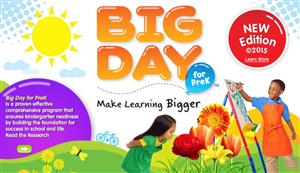 BIG
DAY
for PreK™
NEW
Edition
©2015
Learn More
Make Learning Bigger
Big Day for PreK
is a proven-effective
comprehensive program that
ensures kindergarten readiness
by building the foundation for
success in school and life.
Read the Research